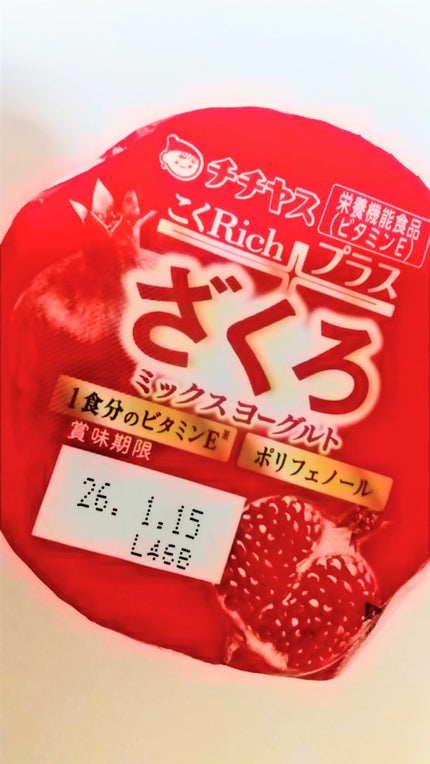 チチヤス
栄養機能食品
(ビタミンE)
こくRich プラス
ざくろ
ミックスヨーグルト
1食分のビタミンE※
ポリフェノール
賞味期限
26. 1.15
L46B